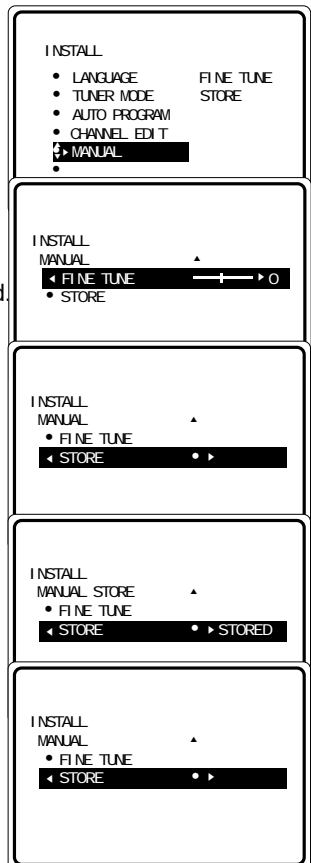 INSTALL
• LANGUAGE FINE TUNE
• TUNER MODE STORE
• AUTO PROGRAM
• CHANNEL EDIT
MANUAL
•
INSTALL
MANUAL
FINE TUNE 0
d.
• STORE
INSTALL
MANUAL
• FINE TUNE
STORE •
INSTALL
MANUAL STORE
• FINE TUNE
STORE • STORED
INSTALL
MANUAL
• FINE TUNE
STORE •